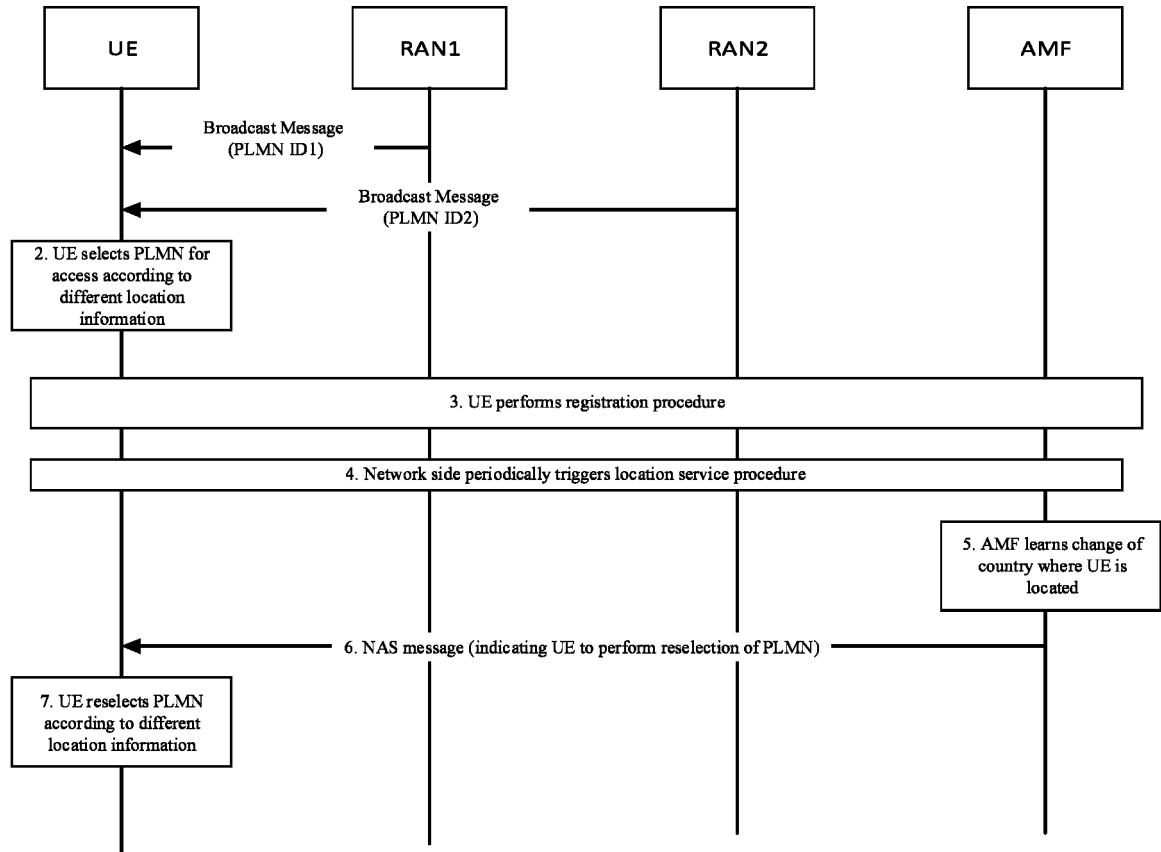 UE
RAN1
RAN2
AMF
Broadcast Message
(PLMN ID1)
Broadcast Message
(PLMN ID2)
2. UE selects PLMN for
access according to
different location
information
3. UE performs registration procedure
4. Network side periodically triggers location service procedure
5. AMF learns change of
country where UE is
located
6. NAS message (indicating UE to perform reselection of PLMN)
7. UE reselects PLMN
according to different
location information